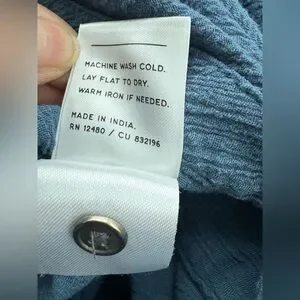 MACHINE WASH COLD.
LAY FLAT TO DRY.
WARM IRON IF NEEDED.
MADE IN INDIA.
RN 12480 / CU 832196